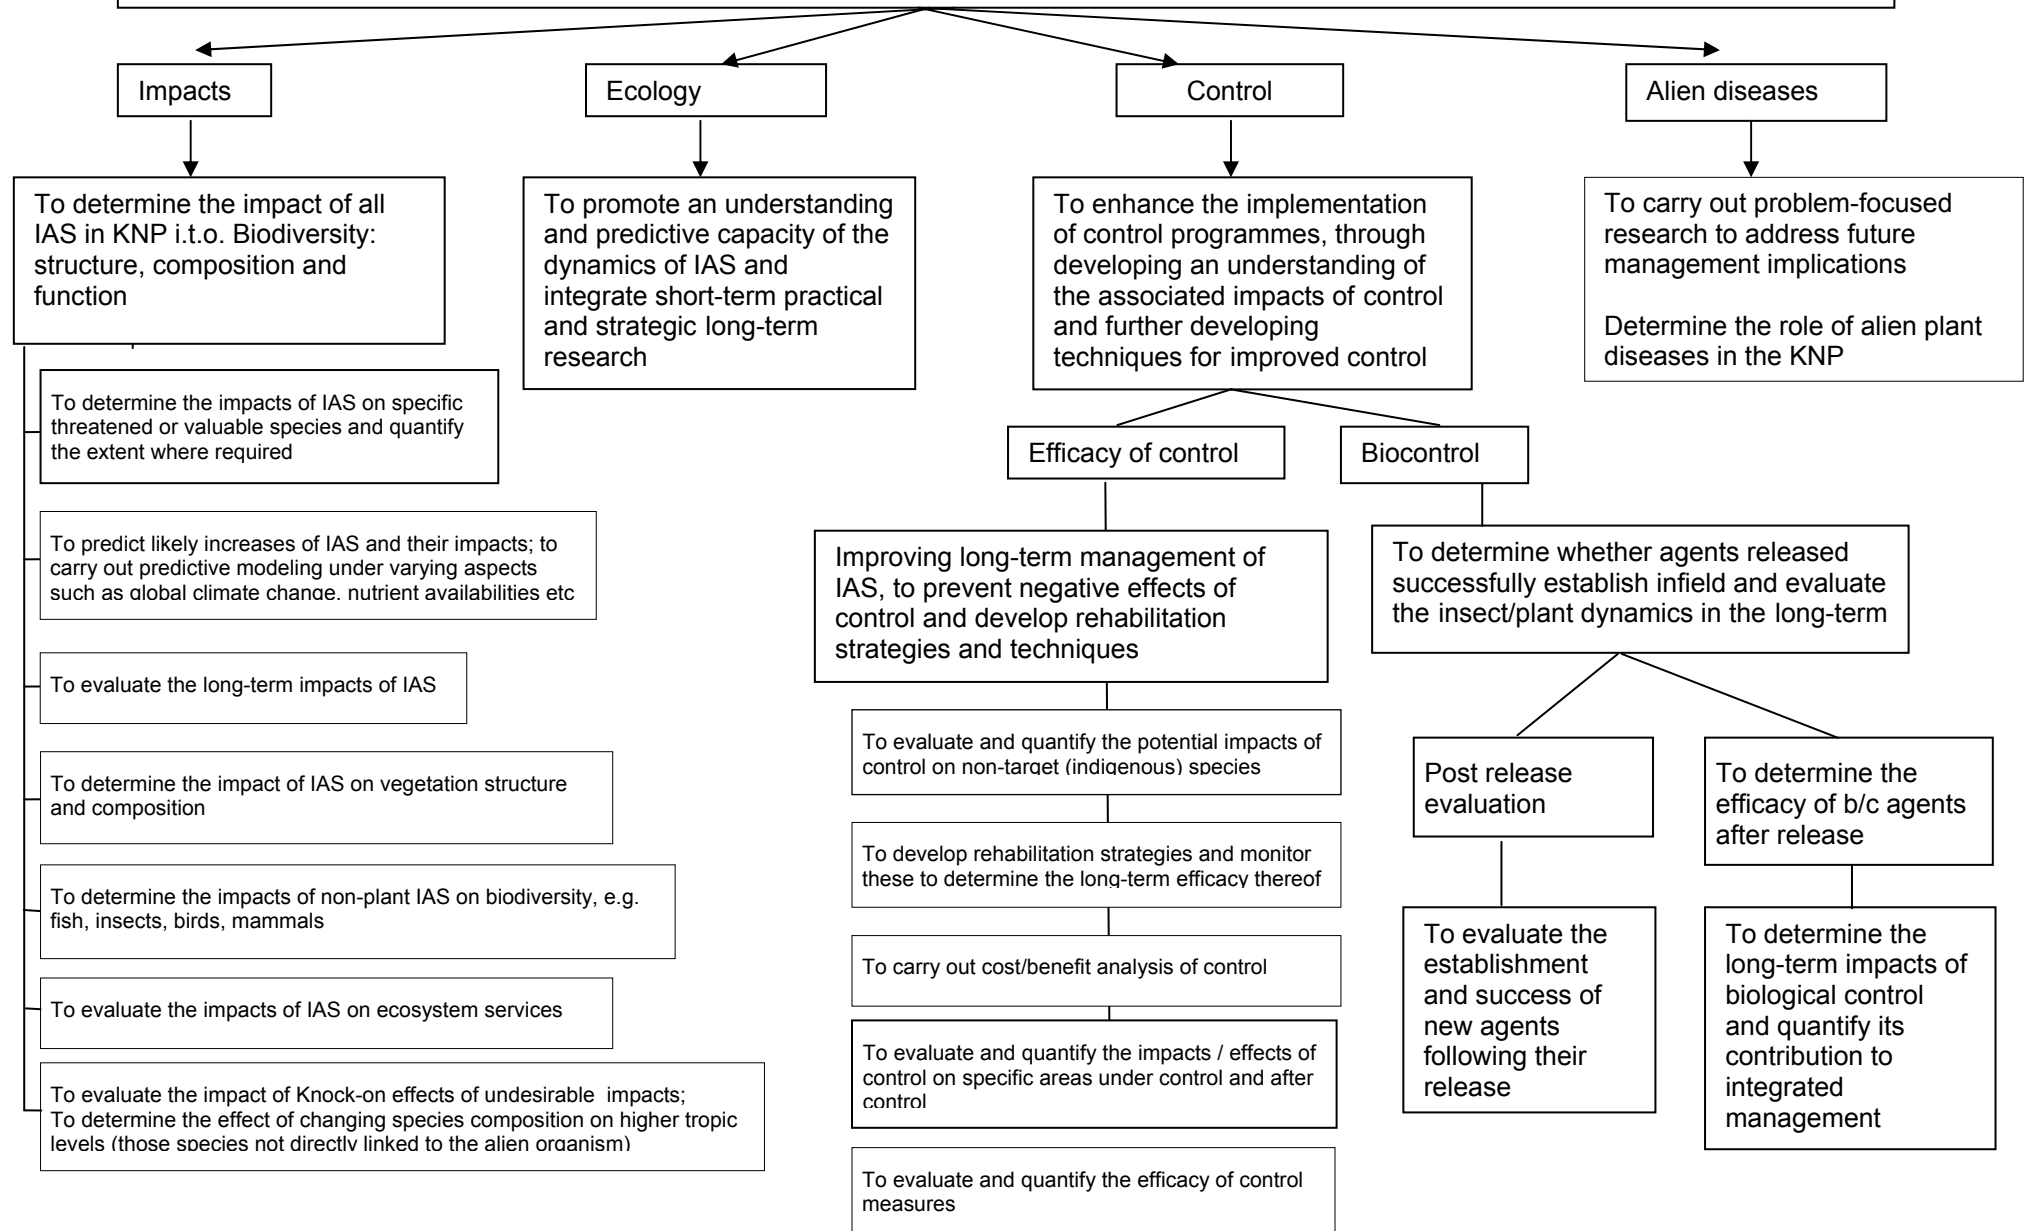 Impacts
Ecology
Control
Alien diseases
To determine the impact of all
IAS in KNP i.t.o. Biodiversity:
structure, composition and
function
To promote an understanding
and predictive capacity of the
dynamics of IAS and
integrate short-term practical
and strategic long-term
research
To enhance the implementation
of control programmes, through
developing an understanding of
the associated impacts of control
and further developing
techniques for improved control
To carry out problem-focused
research to address future
management implications
Determine the role of alien plant
diseases in the KNP
To determine the impacts of IAS on specific
threatened or valuable species and quantify
the extent where required
To predict likely increases of IAS and their impacts; to
carry out predictive modeling under varying aspects
such as global climate change, nutrient availabilities etc
To evaluate the long-term impacts of IAS
To determine the impact of IAS on vegetation structure
and composition
To determine the impacts of non-plant IAS on biodiversity, e.g.
fish, insects, birds, mammals
To evaluate the impacts of IAS on ecosystem services
To evaluate the impact of Knock-on effects of undesirable impacts;
To determine the effect of changing species composition on higher tropic
levels (those species not directly linked to the alien organism)
Efficacy of control
Biocontrol
Improving long-term management of
IAS, to prevent negative effects of
control and develop rehabilitation
strategies and techniques
To evaluate and quantify the potential impacts of
control on non-target (indigenous) species
To develop rehabilitation strategies and monitor
these to determine the long-term efficacy thereof
To carry out cost/benefit analysis of control
To evaluate and quantify the impacts / effects of
control on specific areas under control and after
control
To evaluate and quantify the efficacy of control
measures
To determine whether agents released
successfully establish infield and evaluate
the insect/plant dynamics in the long-term
Post release
evaluation
To evaluate the
establishment
and success of
new agents
following their
release
To determine the
efficacy of b/c agents
after release
To determine the
long-term impacts of
biological control
and quantify its
contribution to
integrated
management